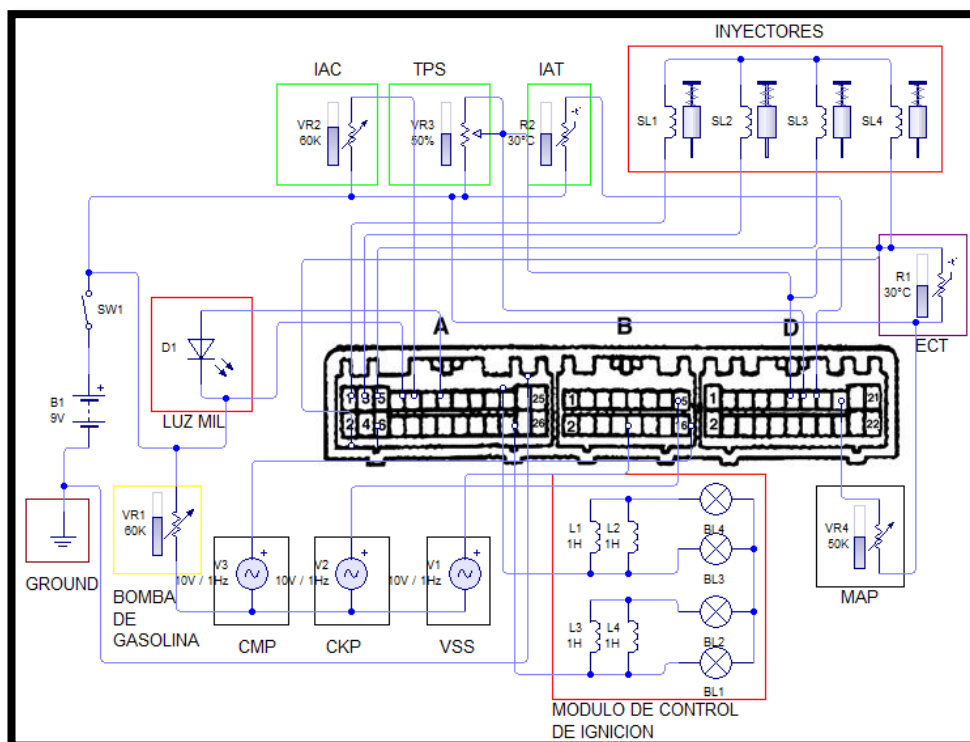 INYECTORES
IAC
TPS
IAT
VR2
60K
VR3
50%
R2
30°C
-t°
SL1
SL2
SL3
SL4
R1
30°C
-t°
ECT
SW1
D1
LUZ MIL
B1
9V
A
B
D
1
3
5
25
2
4
6
26
1
5
2
16
1
21
2
22
VR1
60K
GROUND
BOMBA
DE
GASOLINA
V3
10V / 1Hz
CMP
V2
10V / 1Hz
CKP
V1
10V / 1Hz
VSS
L1
1H
L2
1H
BL4
BL3
L3
1H
L4
1H
BL2
BL1
MODULO DE CONTROL
DE IGNICION
VR4
50K
MAP